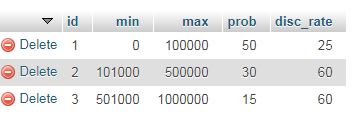 id min max prob disc_rate
Delete 1 0 100000 50 25
Delete 2 101000 500000 30 60
Delete 3 501000 1000000 15 60